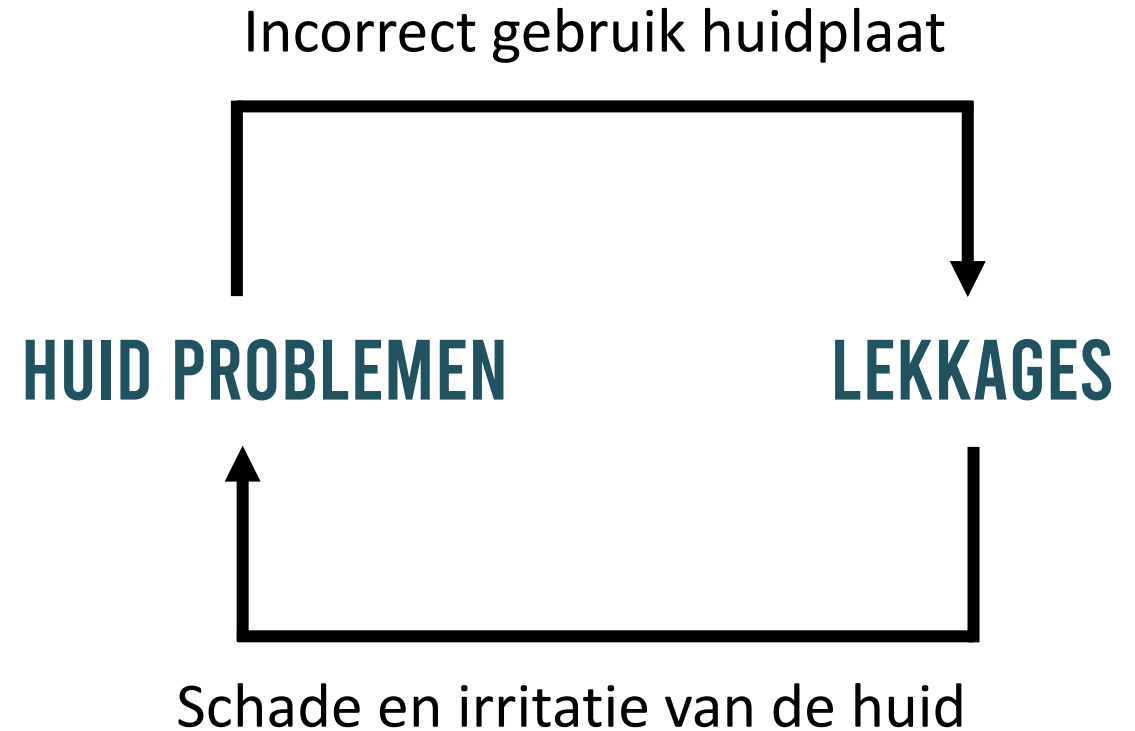 Incorrect gebruik huidplaat
HUID PROBLEMEN
LEKKAGES
Schade en irritatie van de huid